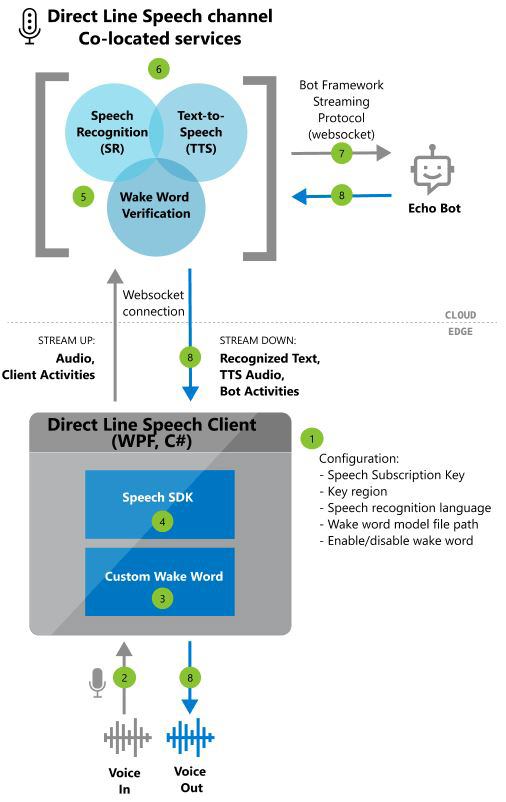 Direct Line Speech channel
Co-located services
6
Speech
Recognition
(SR)
Text-to-
Speech
(TTS)
5
Wake Word
Verification
Bot Framework
Streaming
Protocol
(websocket)
7
8
Echo Bot
Websocket
connection
CLOUD
EDGE
STREAM UP:
Audio,
Client Activities
8
STREAM DOWN:
Recognized Text,
TTS Audio,
Bot Activities
Direct Line Speech Client
(WPF, C#)
1
Configuration:
- Speech Subscription Key
- Key region
- Speech recognition language
- Wake word model file path
- Enable/disable wake word
Speech SDK
4
Custom Wake Word
3
2
8
Voice
In
Voice
Out